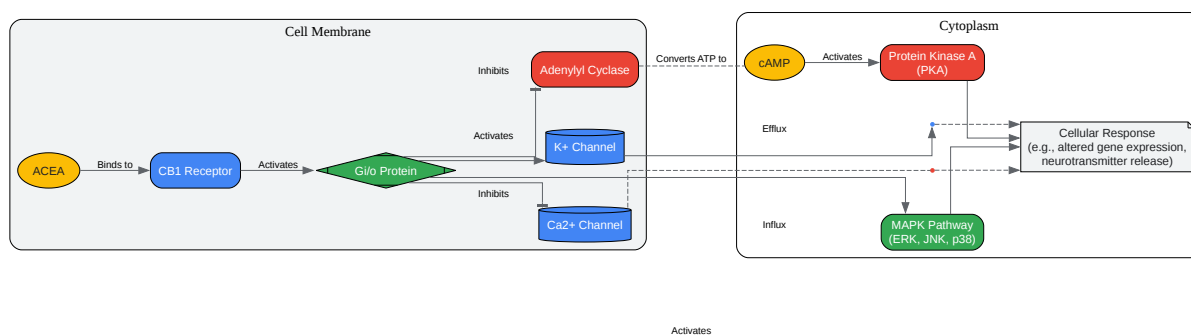 Cell Membrane
Cytoplasm
Inhibits
Adenylyl Cyclase
Converts ATP to
cAMP
Activates
Protein Kinase A
(PKA)
Activates
K+ Channel
Efflux
Cellular Response
(e.g., altered gene expression,
neurotransmitter release)
ACEA
Binds to
CB1 Receptor
Activates
Gi/o Protein
Inhibits
Ca2+ Channel
Influx
MAPK Pathway
(ERK, JNK, p38)
Activates